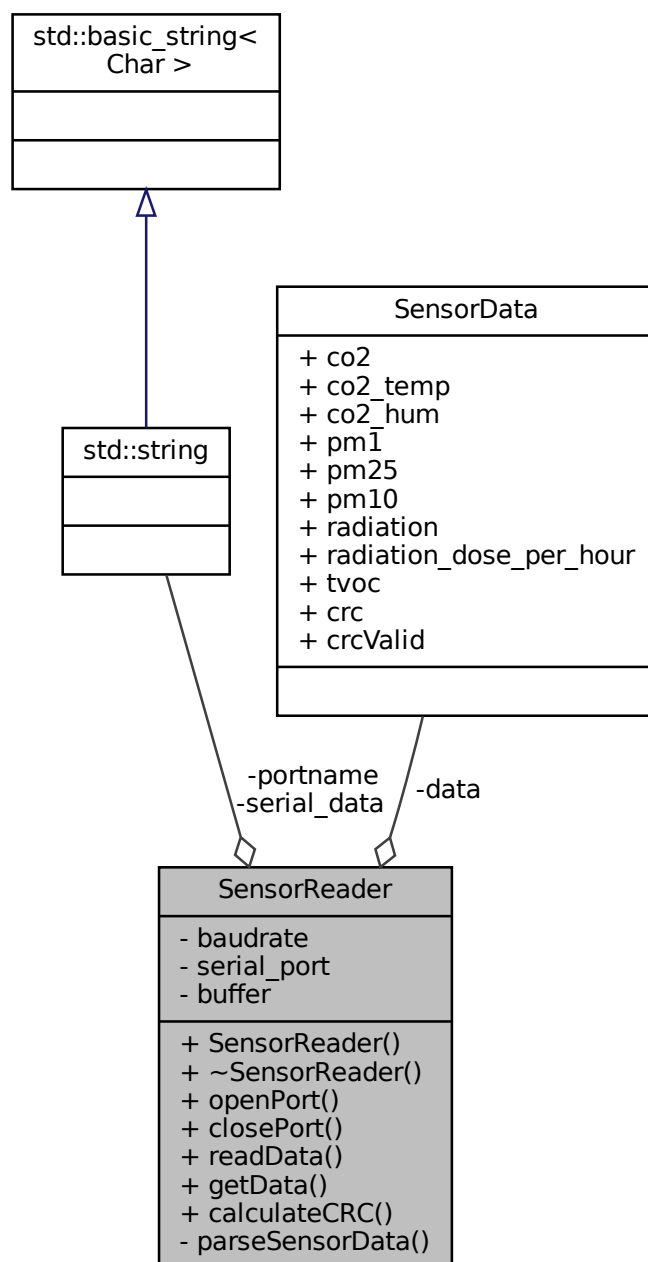 std::basic_string<
Char >
SensorData
+ co2
+ co2_temp
+ co2_hum
+ pm1
+ pm25
+ pm10
+ radiation
+ radiation_dose_per_hour
+ tvoc
+ crc
+ crcValid
std::string
-portname
-serial_data
-data
SensorReader
- baudrate
- serial_port
- buffer
+ SensorReader()
+ ~SensorReader()
+ openPort()
+ closePort()
+ readData()
+ getData()
+ calculateCRC()
- parseSensorData()